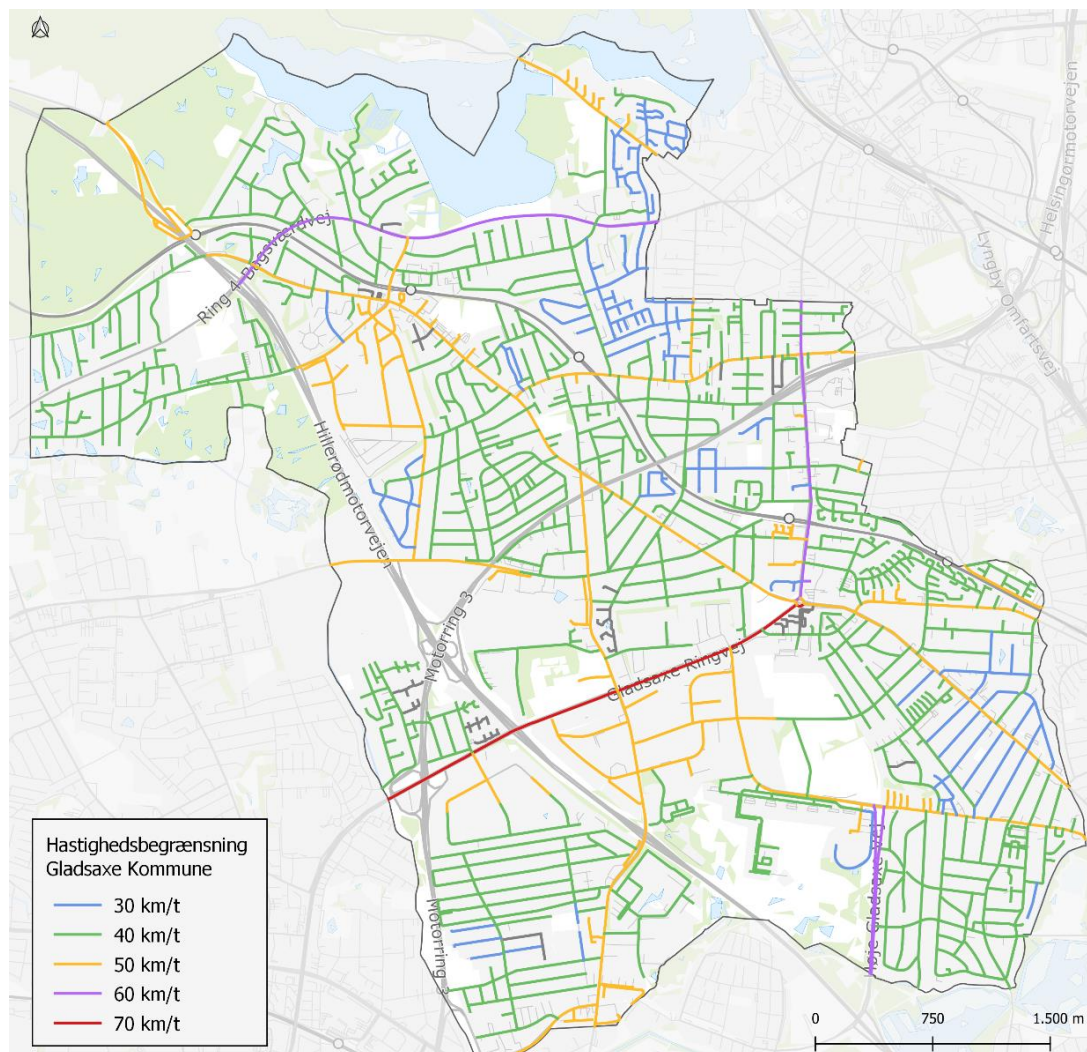 Helsingørmotorvejen
Lyngby Omfartsvej
Ring 4-Bagsværdvej
Hillerødmotorvejen
Motorring 3
Gladsaxe Ringvej
Høje Gladsaxe Vej
Motorring 3
Hastighedsbegrænsning
Gladsaxe Kommune
30 km/t
40 km/t
50 km/t
60 km/t
70 km/t
0 750 1.500 m